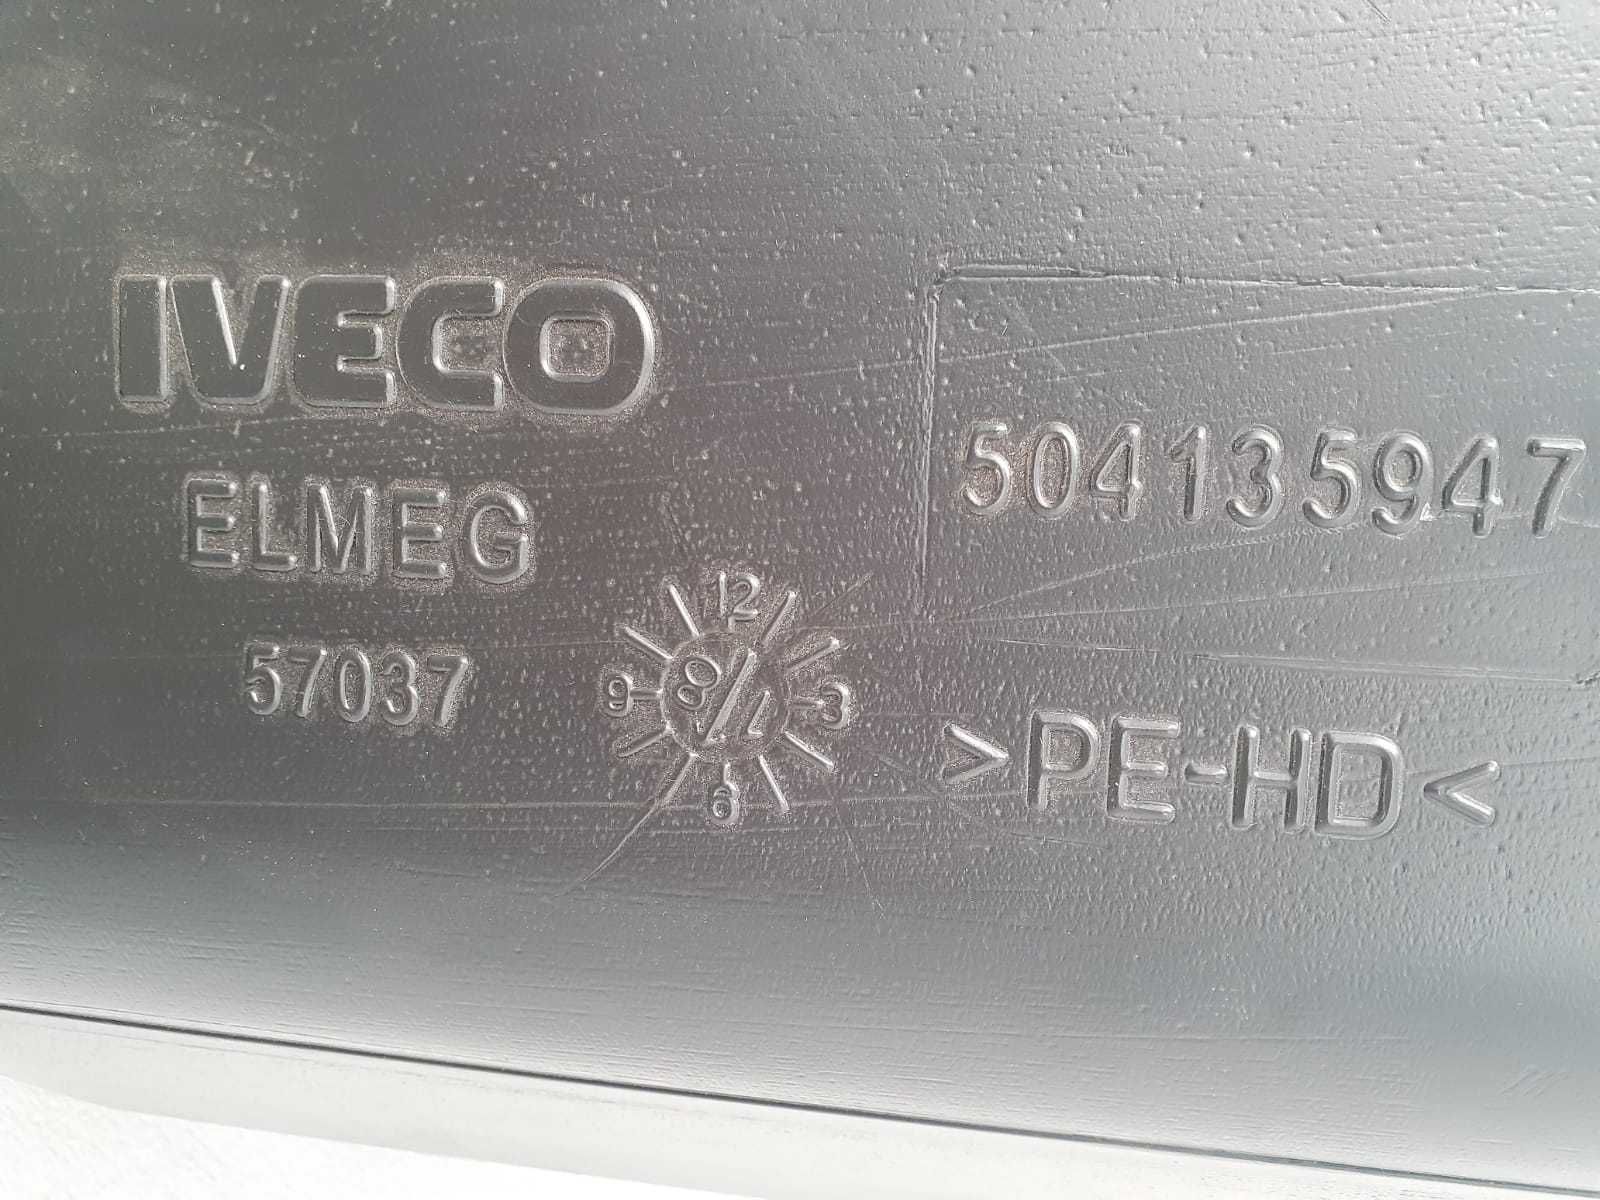 IVECO
ELMEG
57037
504135947
12
3
6
9
>PE-HD<